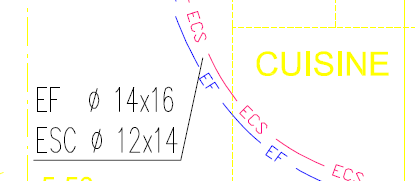 ECS
EF
CUISINE
EF ø 14x16
ESC ø 12x14
ECS
EF
ECS